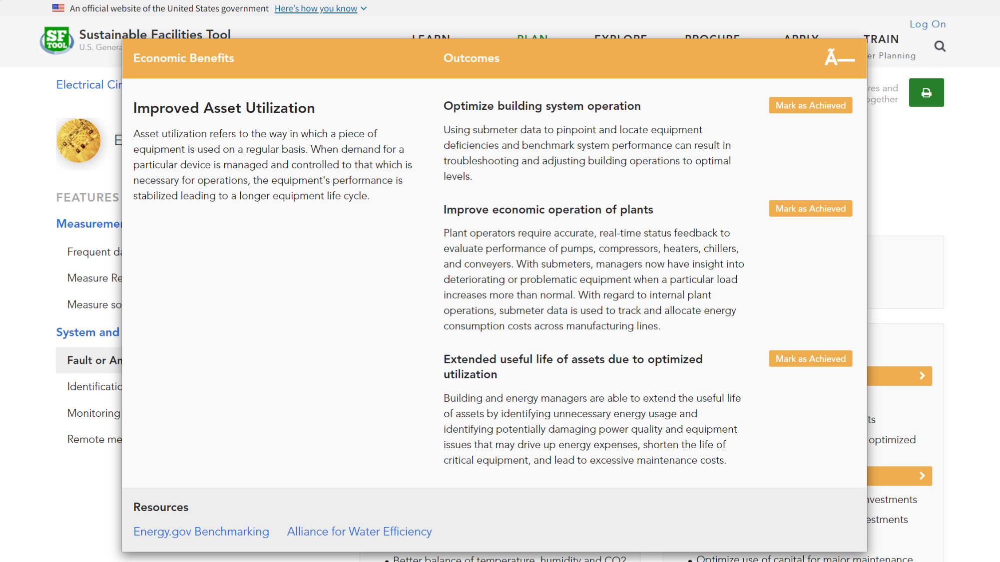 An official website of the United States government Here's how you know
Log On
SF TOOL
Sustainable Facilities Tool
U.S. Genera
LEARN PLAN EXPLORE PROCURE APPLY TRAIN
er Planning
Economic Benefits Outcomes Ã—
Electrical Cir
res and
ogether
E
FEATURES
Measuremen
Frequent da
Measure Re
Measure so
System and
Fault or An
Identificatio
Monitoring
Remote me
Improved Asset Utilization
Asset utilization refers to the way in which a piece of
equipment is used on a regular basis. When demand for a
particular device is managed and controlled to that which is
necessary for operations, the equipment's performance is
stabilized leading to a longer equipment life cycle.
Optimize building system operation
Mark as Achieved
Using submeter data to pinpoint and locate equipment
deficiencies and benchmark system performance can result in
troubleshooting and adjusting building operations to optimal
levels.
Improve economic operation of plants
Mark as Achieved
Plant operators require accurate, real-time status feedback to
evaluate performance of pumps, compressors, heaters, chillers,
and conveyors. With submeters, managers now have insight into
deteriorating or problematic equipment when a particular load
increases more than normal. With regard to internal plant
operations, submeter data is used to track and allocate energy
consumption costs across manufacturing lines.
Extended useful life of assets due to optimized
utilization
Mark as Achieved
Building and energy managers are able to extend the useful life
of assets by identifying unnecessary energy usage and
identifying potentially damaging power quality and equipment
issues that may drive up energy expenses, shorten the life of
critical equipment, and lead to excessive maintenance costs.
ts
optimized
nvestments
estments
Resources
Energy.gov Benchmarking Alliance for Water Efficiency
• Better balance of temperature, humidity and CO2
• Optimize use of capital for major maintenance